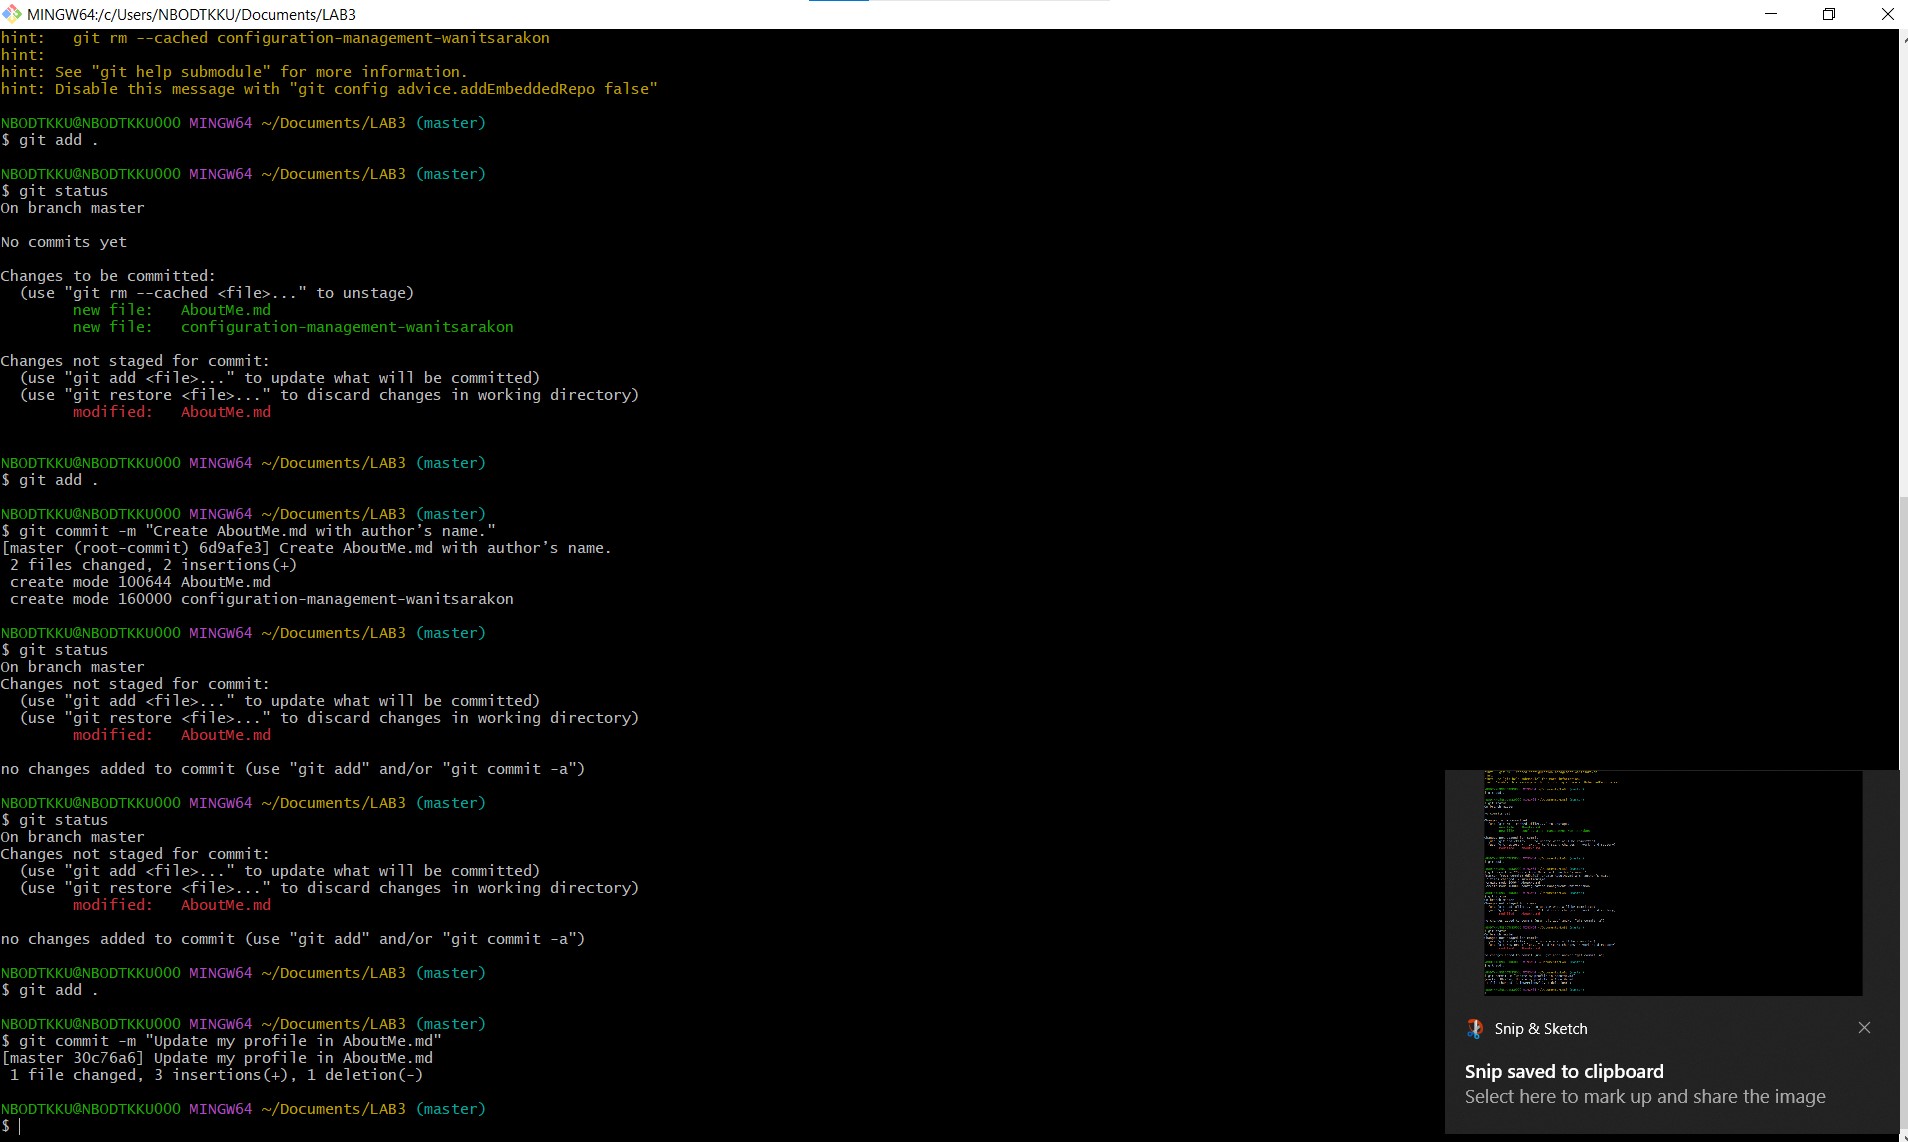 MINGW64:/c/Users/NBODTKKU/Documents/LAB3
hint:   git rm --cached configuration-management-wanitsarakon
hint:
hint: See "git help submodule" for more information.
hint: Disable this message with "git config advice.addEmbeddedRepo false"
NBODTKKU@NBODTKKU000 MINGW64 ~/Documents/LAB3 (master)
$ git add .
NBODTKKU@NBODTKKU000 MINGW64 ~/Documents/LAB3 (master)
$ git status
On branch master
No commits yet
Changes to be committed:
  (use "git rm --cached <file>..." to unstage)
        new file:   AboutMe.md
        new file:   configuration-management-wanitsarakon
Changes not staged for commit:
  (use "git add <file>..." to update what will be committed)
  (use "git restore <file>..." to discard changes in working directory)
        modified:   AboutMe.md
NBODTKKU@NBODTKKU000 MINGW64 ~/Documents/LAB3 (master)
$ git add .
NBODTKKU@NBODTKKU000 MINGW64 ~/Documents/LAB3 (master)
$ git commit -m "Create AboutMe.md with author’s name."
[master (root-commit) 6d9afe3] Create AboutMe.md with author’s name.
 2 files changed, 2 insertions(+)
 create mode 100644 AboutMe.md
 create mode 160000 configuration-management-wanitsarakon
NBODTKKU@NBODTKKU000 MINGW64 ~/Documents/LAB3 (master)
$ git status
On branch master
Changes not staged for commit:
  (use "git add <file>..." to update what will be committed)
  (use "git restore <file>..." to discard changes in working directory)
        modified:   AboutMe.md
no changes added to commit (use "git add" and/or "git commit -a")
NBODTKKU@NBODTKKU000 MINGW64 ~/Documents/LAB3 (master)
$ git status
On branch master
Changes not staged for commit:
  (use "git add <file>..." to update what will be committed)
  (use "git restore <file>..." to discard changes in working directory)
        modified:   AboutMe.md
no changes added to commit (use "git add" and/or "git commit -a")
NBODTKKU@NBODTKKU000 MINGW64 ~/Documents/LAB3 (master)
$ git add .
NBODTKKU@NBODTKKU000 MINGW64 ~/Documents/LAB3 (master)
$ git commit -m "Update my profile in AboutMe.md"
[master 30c76a6] Update my profile in AboutMe.md
 1 file changed, 3 insertions(+), 1 deletion(-)
NBODTKKU@NBODTKKU000 MINGW64 ~/Documents/LAB3 (master)
$
Snip & Sketch
Snip saved to clipboard
Select here to mark up and share the image